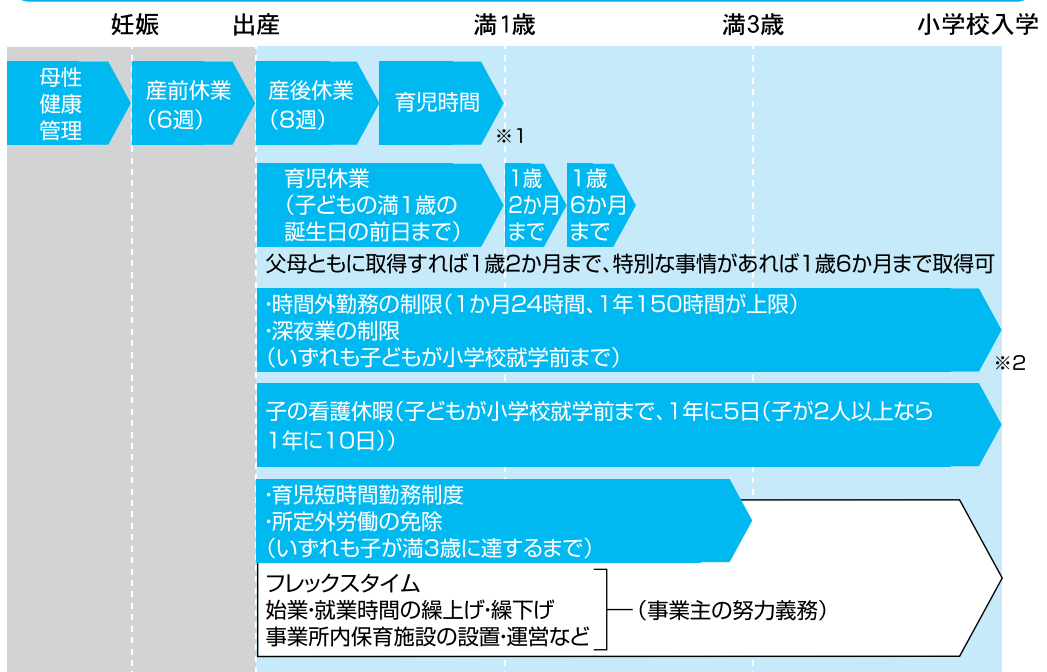 妊娠 出産 満1歳 満3歳 小学校入学
母性
健康
管理
産前休業
(6週)
産後休業
(8週)
育児時間
※1
育児休業
(子どもの満1歳の
誕生日の前日まで)
1歳
2か月
まで
1歳
6か月
まで
父母ともに取得すれば1歳2か月まで、特別な事情があれば1歳6か月まで取得可
・時間外勤務の制限(1か月24時間、1年150時間が上限)
・深夜業の制限
(いずれも子どもが小学校就学前まで)
※2
子の看護休暇(子どもが小学校就学前まで、1年に5日(子が2人以上なら
1年に10日))
・育児短時間勤務制度
・所定外労働の免除
(いずれも子が満3歳に達するまで)
フレックスタイム
始業・就業時間の繰上げ・繰下げ
事業所内保育施設の設置・運営など
(事業主の努力義務)